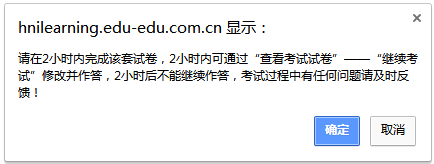 hnilearning.edu-edu.com.cn 显示：
请在2小时内完成该套试卷，2小时内可通过“查看考试试卷”——“继续考
试”修改并作答，2小时后不能继续作答，考试过程中有任何问题请及时反
馈！
确定 取消